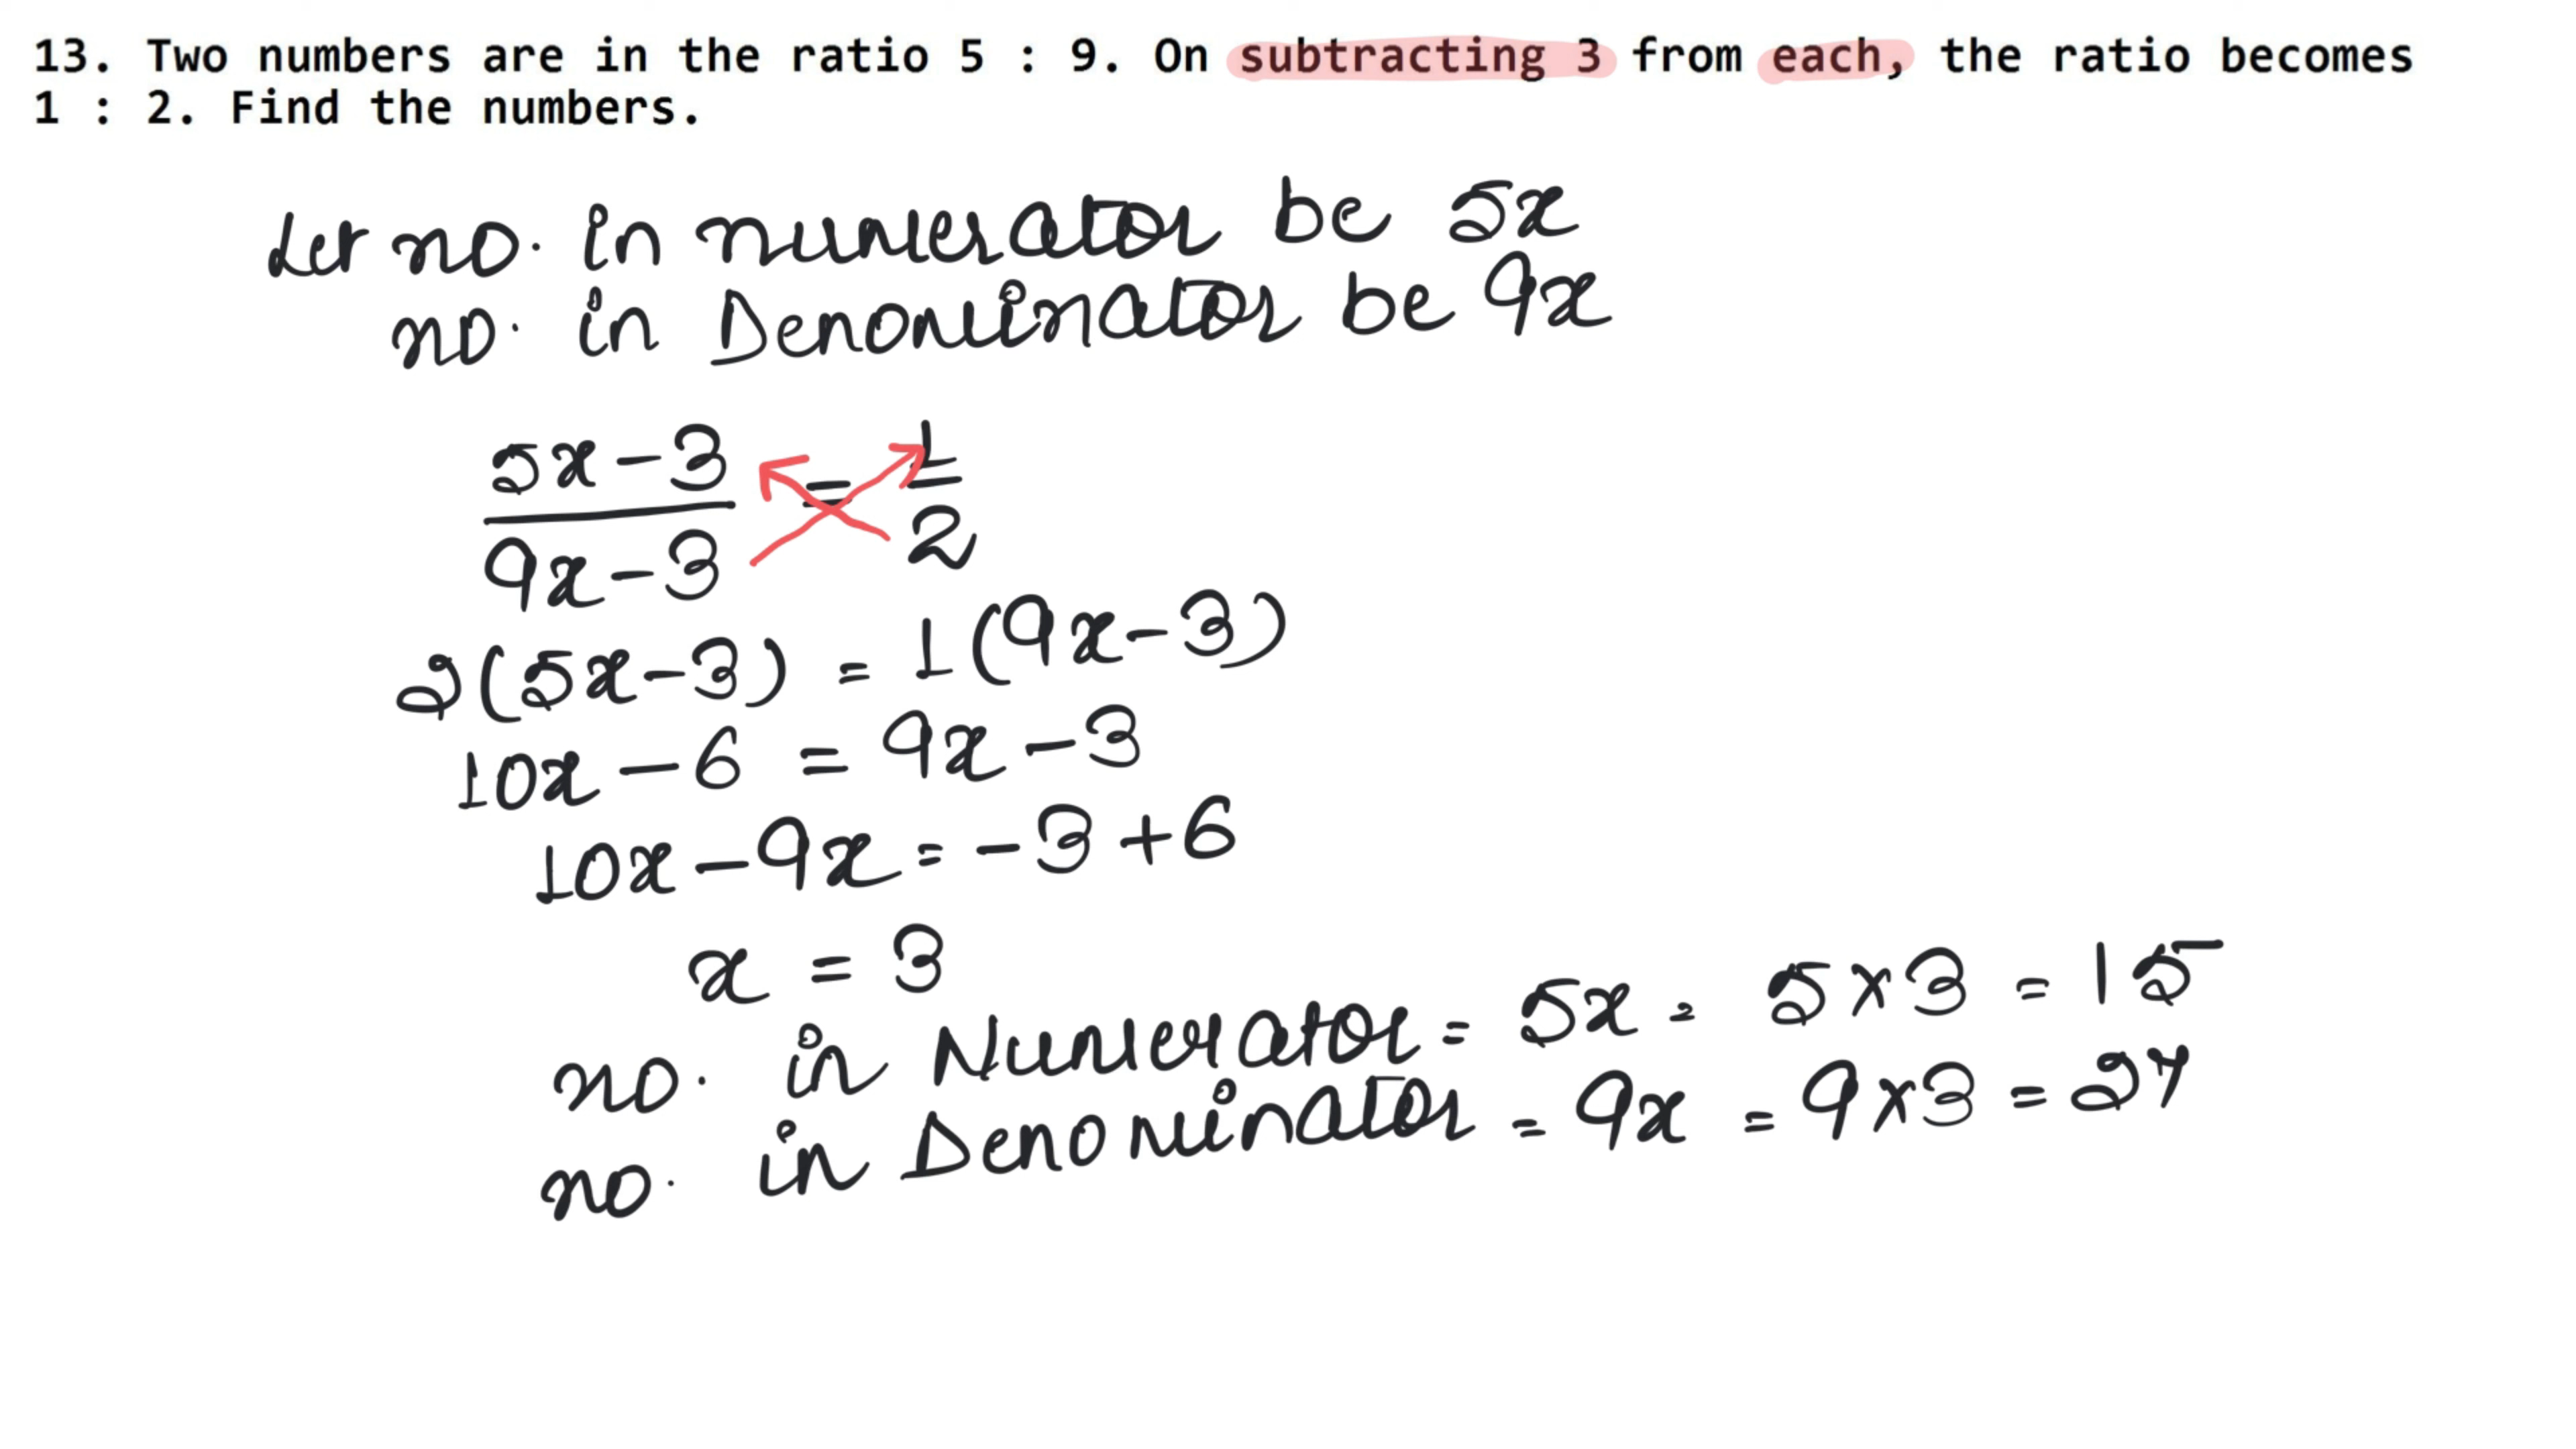 13. Two numbers are in the ratio 5 : 9. On subtracting 3 from each, the ratio becomes
1 : 2. Find the numbers.
Let no. in numerator be 5x
no. in Denominator be 9x
5x-3/9x-3 = 1/2
2(5x-3) = 1(9x-3)
10x - 6 = 9x - 3
10x - 9x = -3 + 6
x = 3
no. in Numerator = 5x = 5×3 = 15
no. in Denominator = 9x = 9×3 = 27